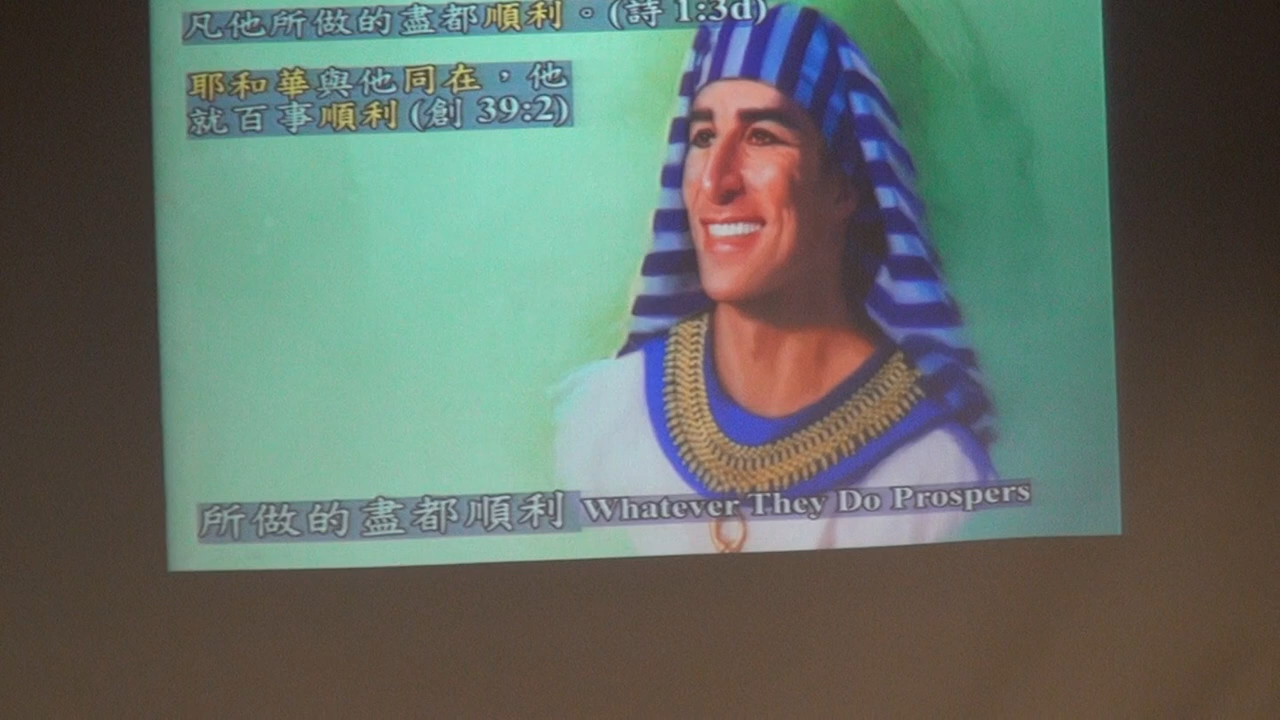 凡他所做的盡都順利。(詩 1:3d)
耶和華與他同在，他
就百事順利 (創 39:2)
所做的盡都順利 Whatever They Do Prospers